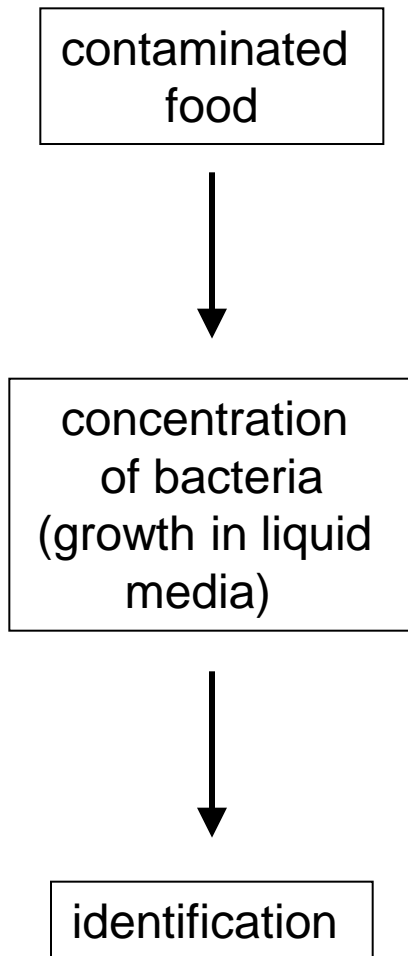 contaminated
food
concentration
of bacteria
(growth in liquid
media)
identification